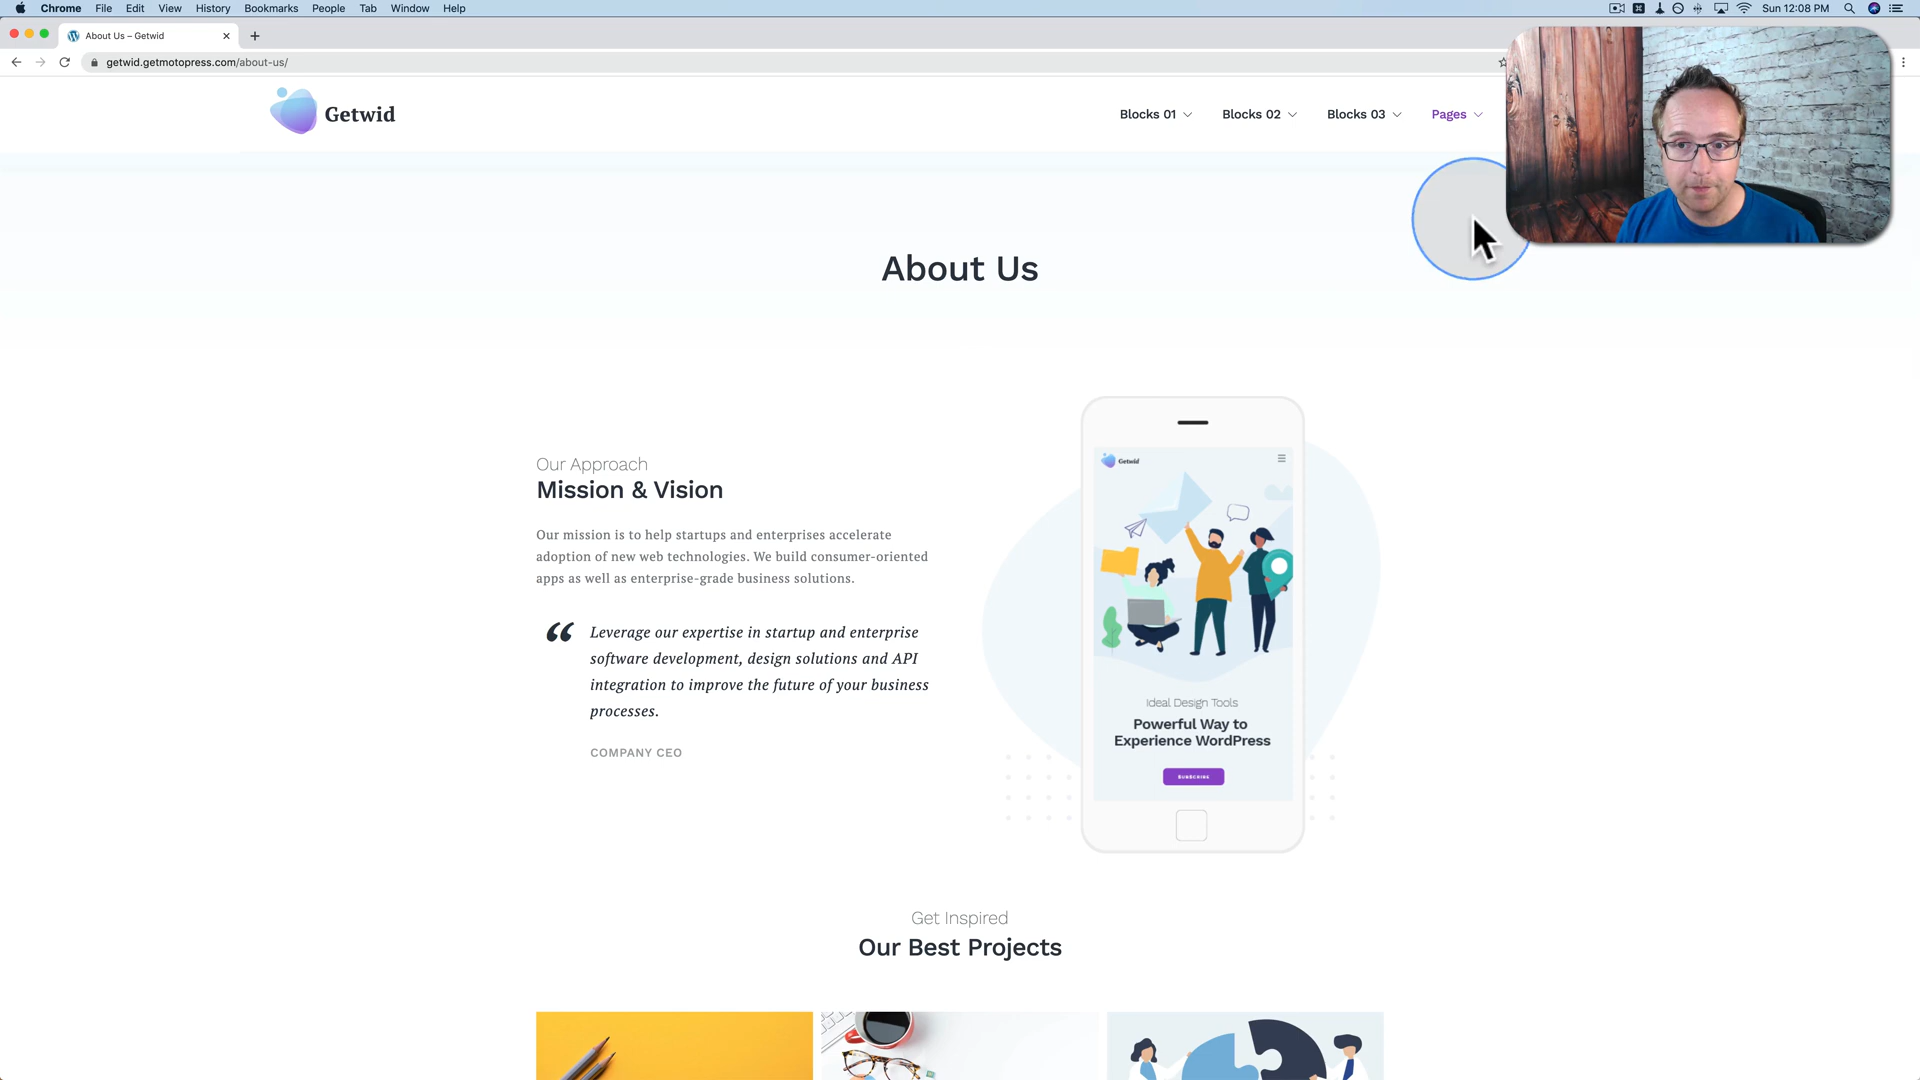 Chrome File Edit View History Bookmarks People Tab Window Help
Sun 12:08 PM
About Us – Getwid
getwid.getmotopress.com/about-us/
Getwid
Blocks 01 Blocks 02 Blocks 03 Pages
About Us
Our Approach
Mission & Vision
Our mission is to help startups and enterprises accelerate
adoption of new web technologies. We build consumer-oriented
apps as well as enterprise-grade business solutions.
“ Leverage our expertise in startup and enterprise
software development, design solutions and API
integration to improve the future of your business
processes.
COMPANY CEO
Getwid
Ideal Design Tools
Powerful Way to
Experience WordPress
SUBSCRIBE
Get Inspired
Our Best Projects